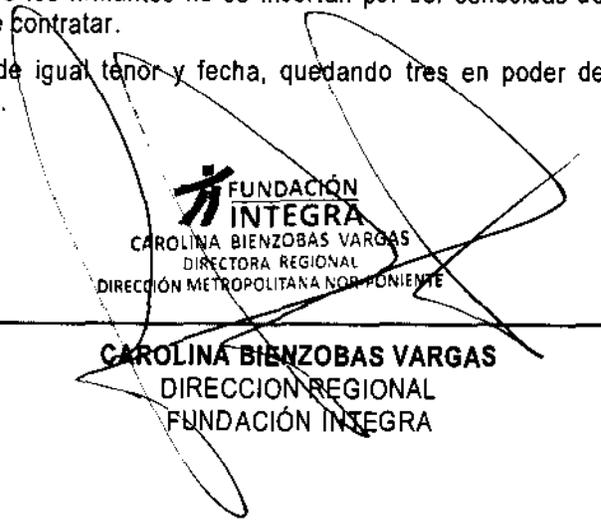 contratar.
de igual tenor y fecha, quedando tres en poder de
FUNDACIÓN
INTEGRA
CAROLINA BIENZOBAS VARGAS
DIRECTORA REGIONAL
DIRECCIÓN METROPOLITANA NOR-PONIENTE
CAROLINA BIENZOBAS VARGAS
DIRECCION REGIONAL
FUNDACIÓN INTEGRA